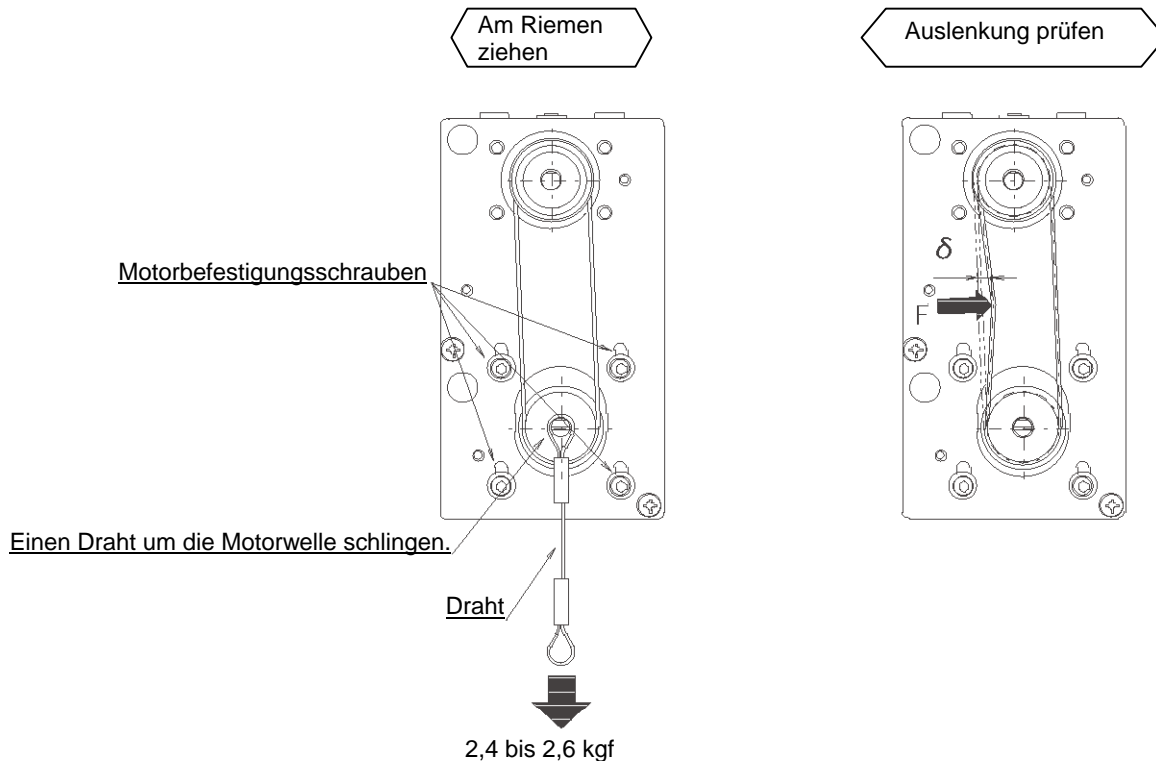 Am Riemen
ziehen
Auslenkung prüfen
Motorbefestigungsschrauben
δ
F
Einen Draht um die Motorwelle schlingen.
Draht
2,4 bis 2,6 kgf